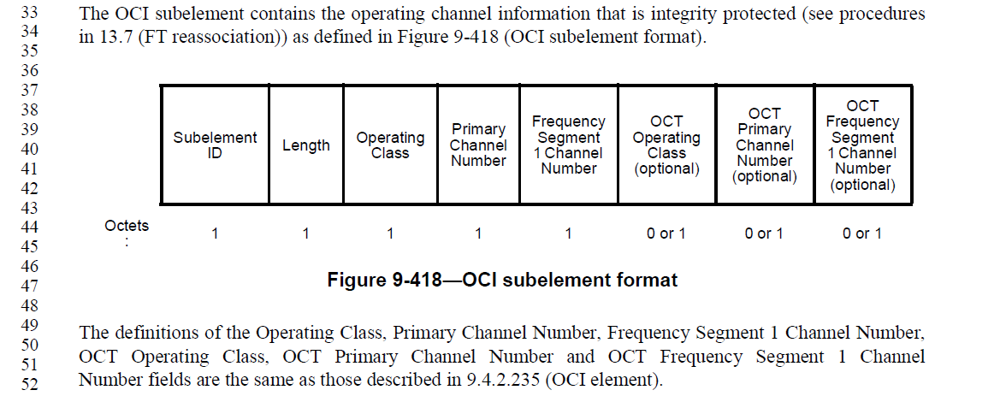 33 The OCI subelement contains the operating channel information that is integrity protected (see procedures
34 in 13.7 (FT reassociation)) as defined in Figure 9-418 (OCI subelement format).
35
36
37
38
39
40
41
42
43
44
45
46
47
48
49
50
51
52
Subelement
ID
Length
Operating
Class
Primary
Channel
Number
Frequency
Segment
1 Channel
Number
OCT
Operating
Class
(optional)
OCT
Primary
Channel
Number
(optional)
OCT
Frequency
Segment
1 Channel
Number
(optional)
Octets
:
1 1 1 1 1 0 or 1 0 or 1 0 or 1
Figure 9-418—OCI subelement format
The definitions of the Operating Class, Primary Channel Number, Frequency Segment 1 Channel Number,
OCT Operating Class, OCT Primary Channel Number and OCT Frequency Segment 1 Channel
Number fields are the same as those described in 9.4.2.235 (OCI element).